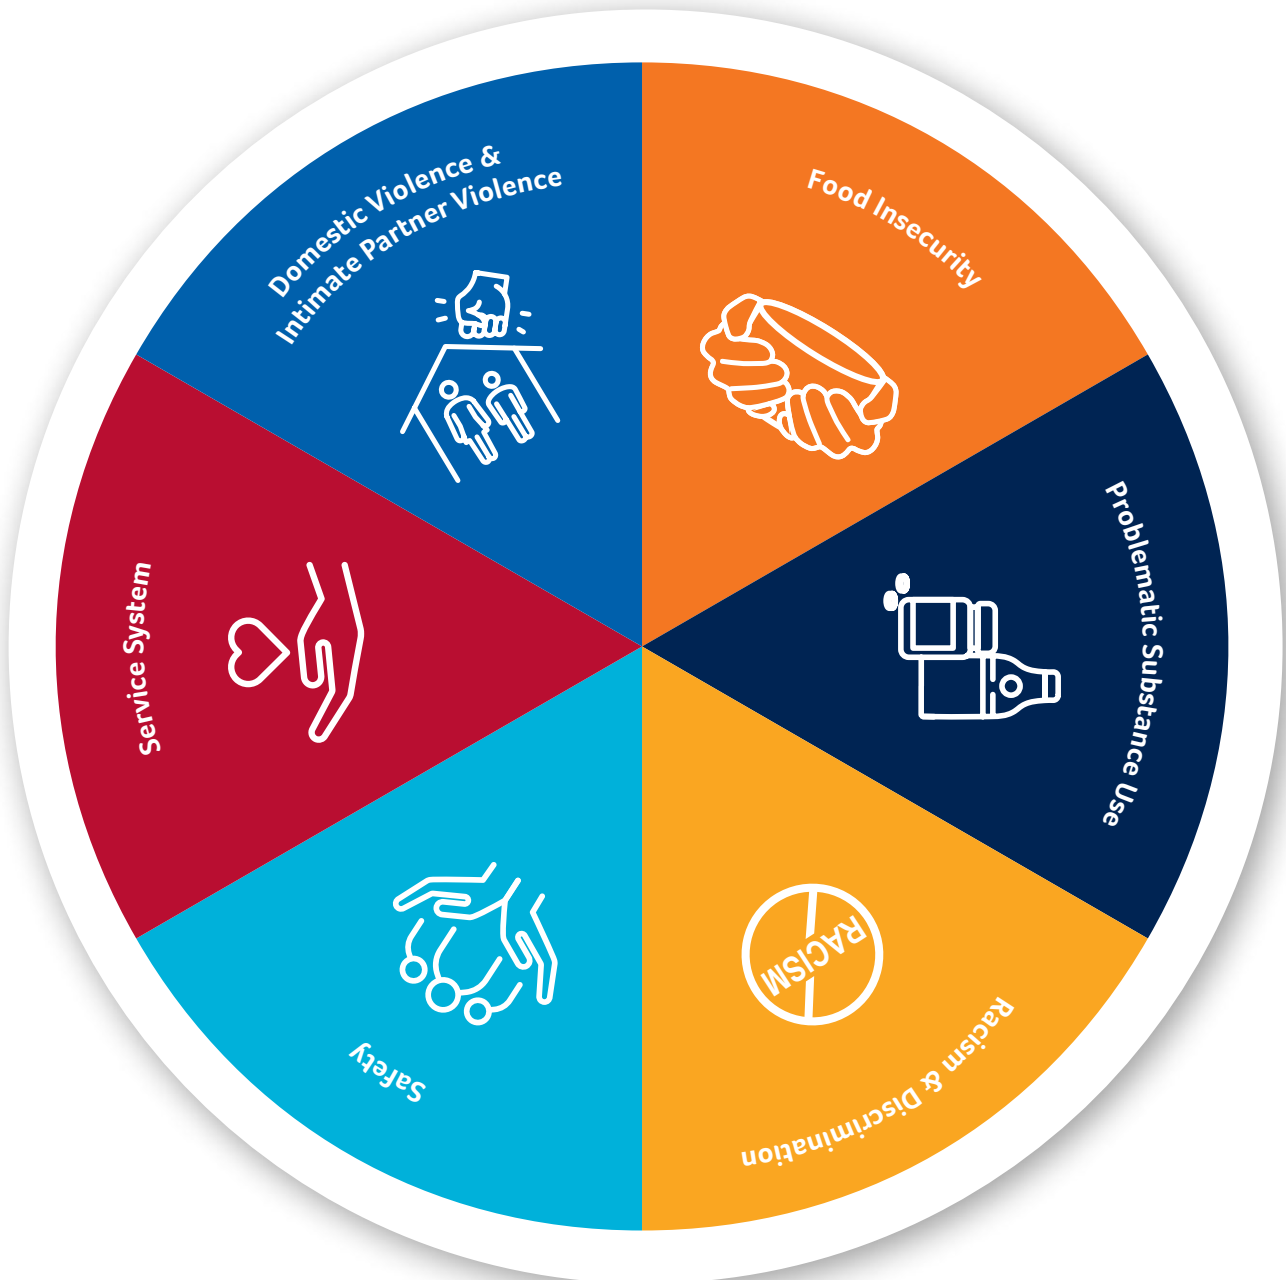 Domestic Violence &
Intimate Partner Violence
Food Insecurity
Problematic Substance Use
RACISM
Racism & Discrimination
Safety
Service System